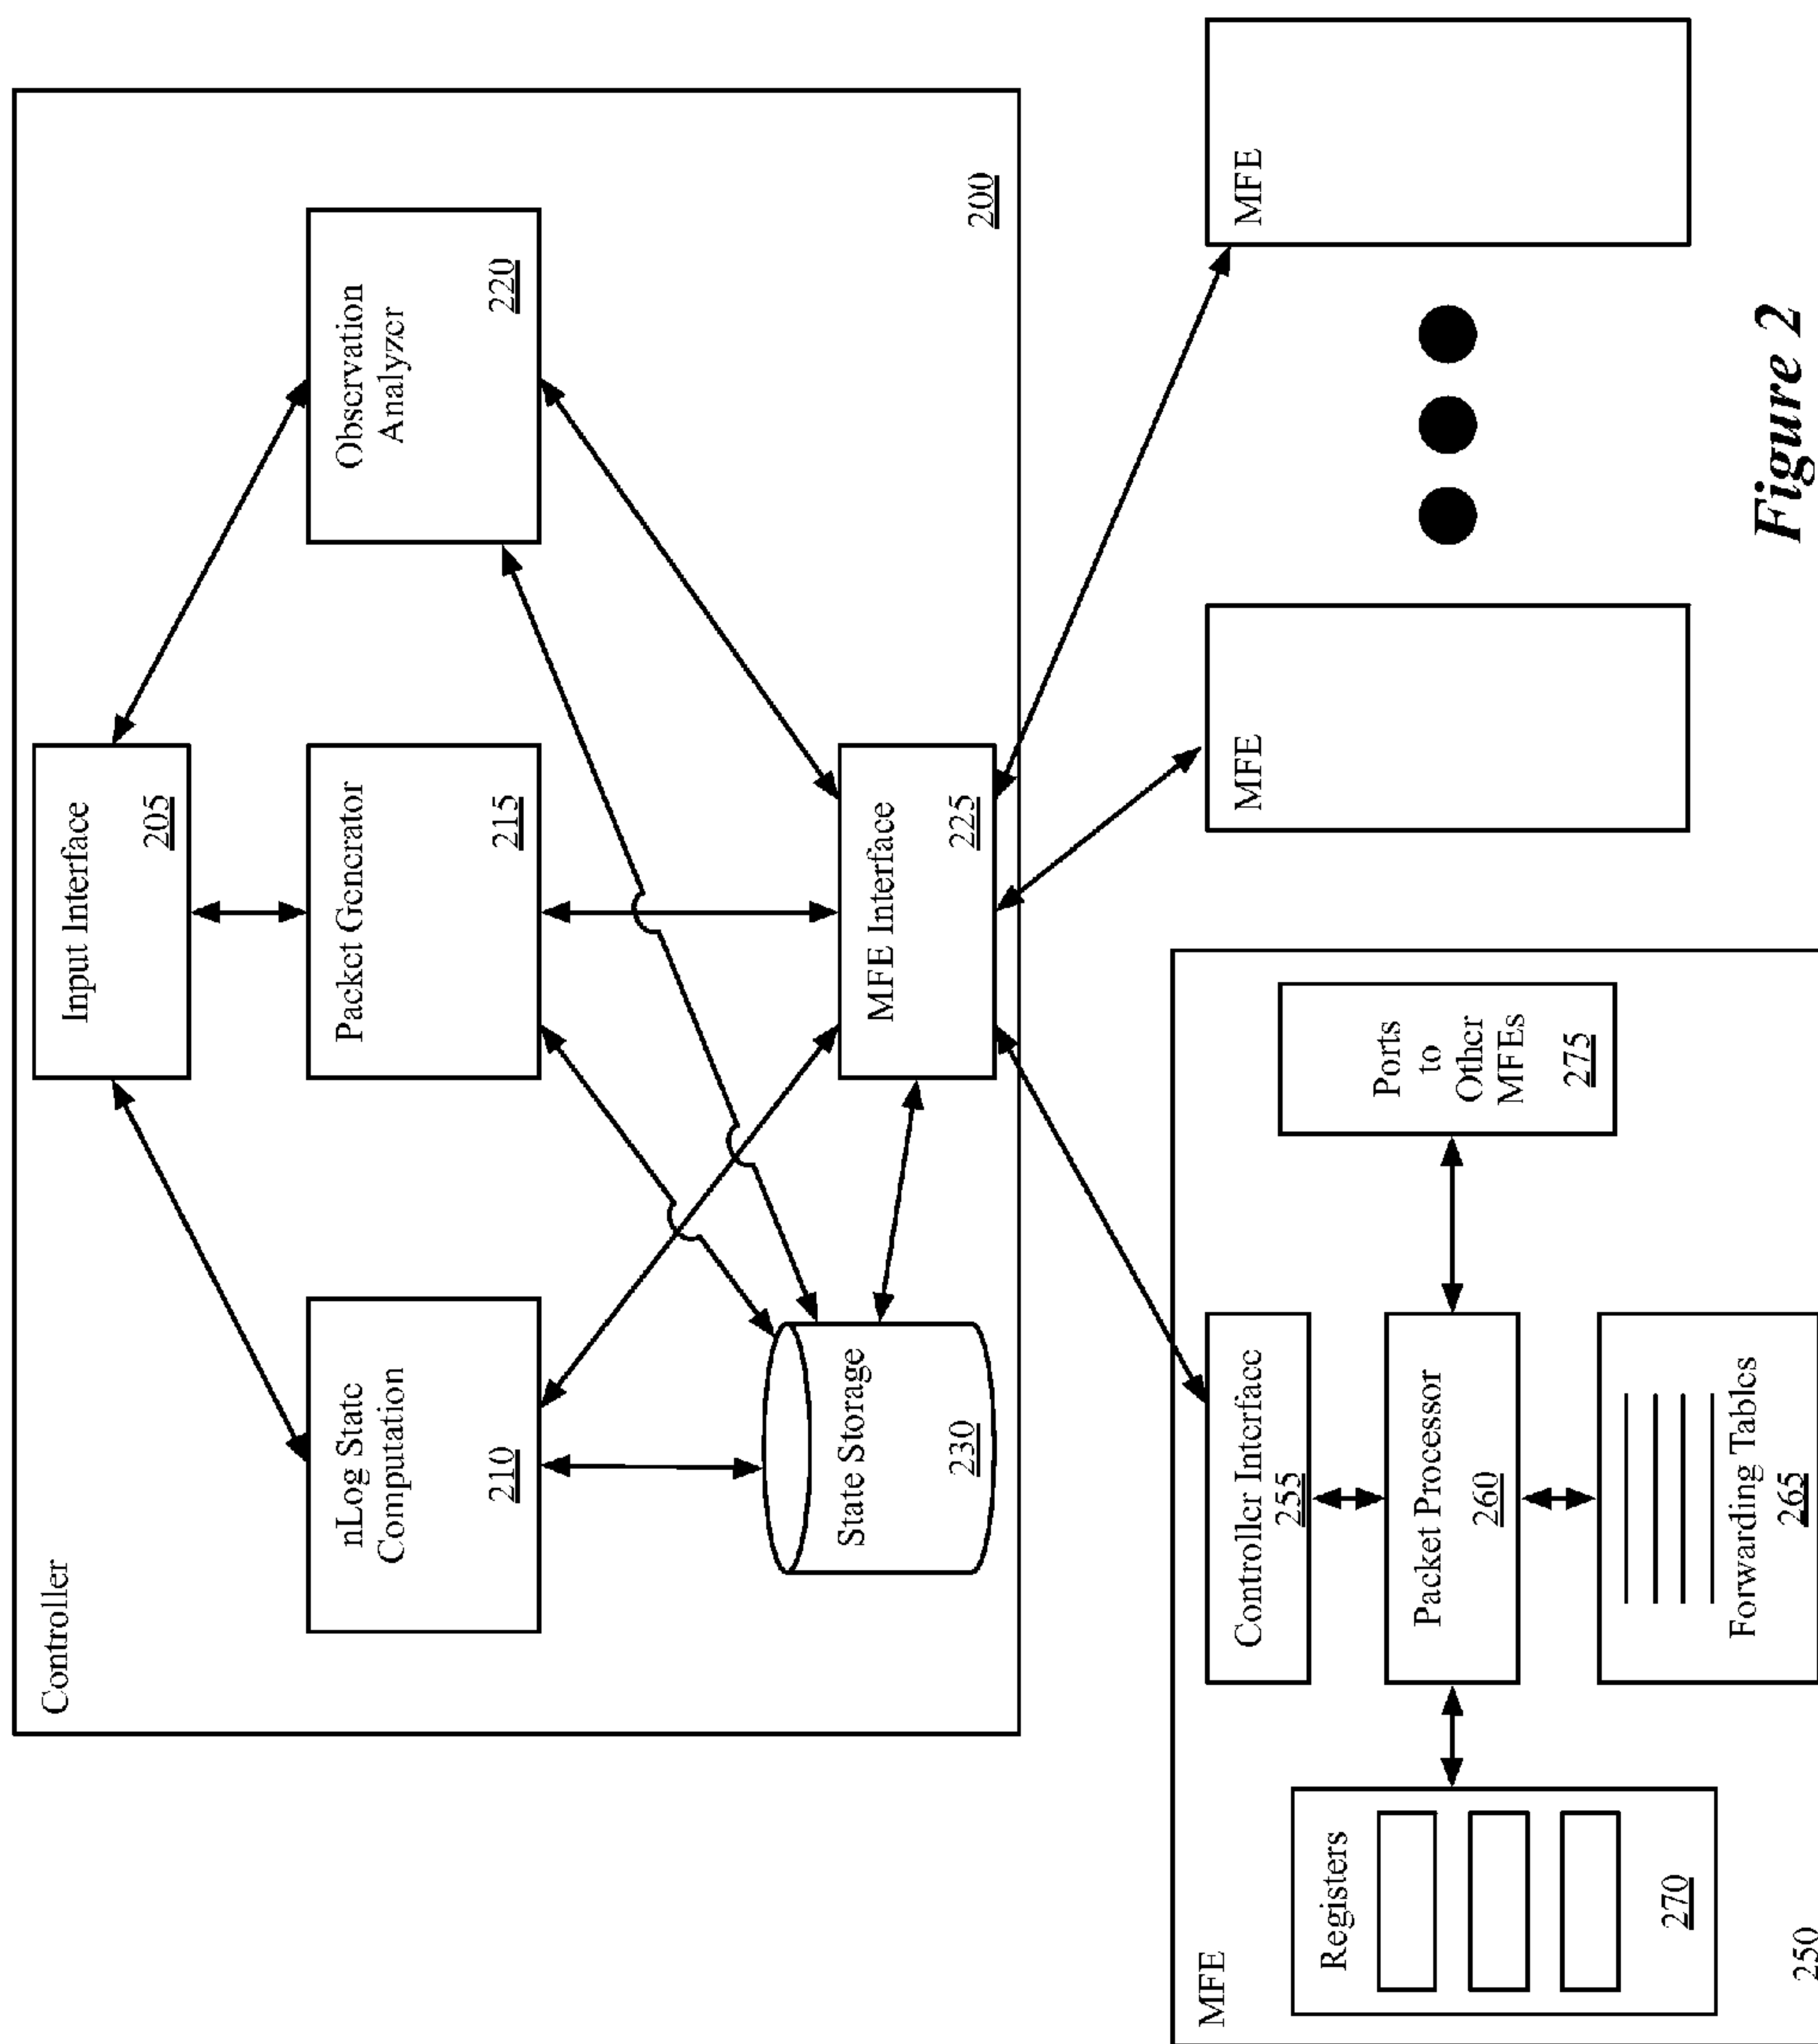 Controller
Input Interface
205
nLog State
Computation
210
Packet Generator
215
Observation
Analyzer
220
State Storage
230
MFE Interface
225
200
MFE
Registers
270
Controller Interface
255
Packet Processor
260
Forwarding Tables
265
Ports
to
Other
MFEs
275
250
MFE
MFE
Figure 2